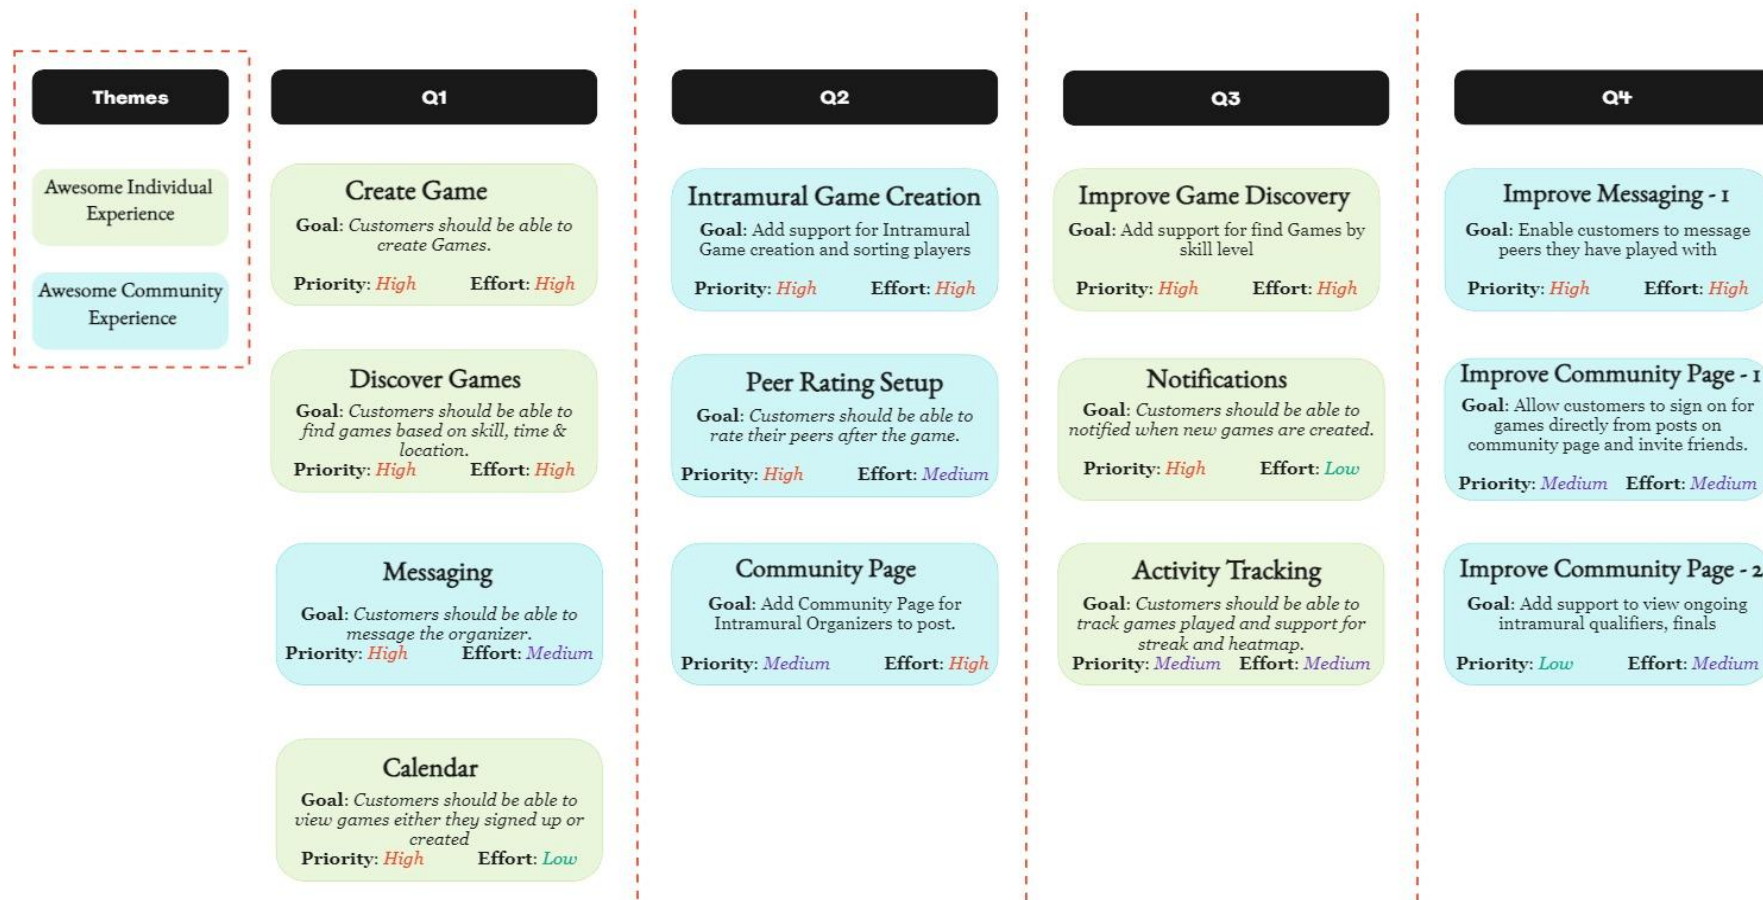 Themes
Awesome Individual
Experience
Awesome Community
Experience
Q1
Create Game
Goal: Customers should be able to
create Games.
Priority: High Effort: High
Discover Games
Goal: Customers should be able to
find games based on skill, time &
location.
Priority: High Effort: High
Messaging
Goal: Customers should be able to
message the organizer.
Priority: High Effort: Medium
Calendar
Goal: Customers should be able to
view games either they signed up or
created
Priority: High Effort: Low
Q2
Intramural Game Creation
Goal: Add support for Intramural
Game creation and sorting players
Priority: High Effort: High
Peer Rating Setup
Goal: Customers should be able to
rate their peers after the game.
Priority: High Effort: Medium
Community Page
Goal: Add Community Page for
Intramural Organizers to post.
Priority: Medium Effort: High
Q3
Improve Game Discovery
Goal: Add support for find Games by
skill level
Priority: High Effort: High
Notifications
Goal: Customers should be able to
notified when new games are created.
Priority: High Effort: Low
Activity Tracking
Goal: Customers should be able to
track games played and support for
streak and heatmap.
Priority: Medium Effort: Medium
Q4
Improve Messaging - 1
Goal: Enable customers to message
peers they have played with
Priority: High Effort: High
Improve Community Page - 1
Goal: Allow customers to sign on for
games directly from posts on
community page and invite friends.
Priority: Medium Effort: Medium
Improve Community Page - 2
Goal: Add support to view ongoing
intramural qualifiers, finals
Priority: Low Effort: Medium